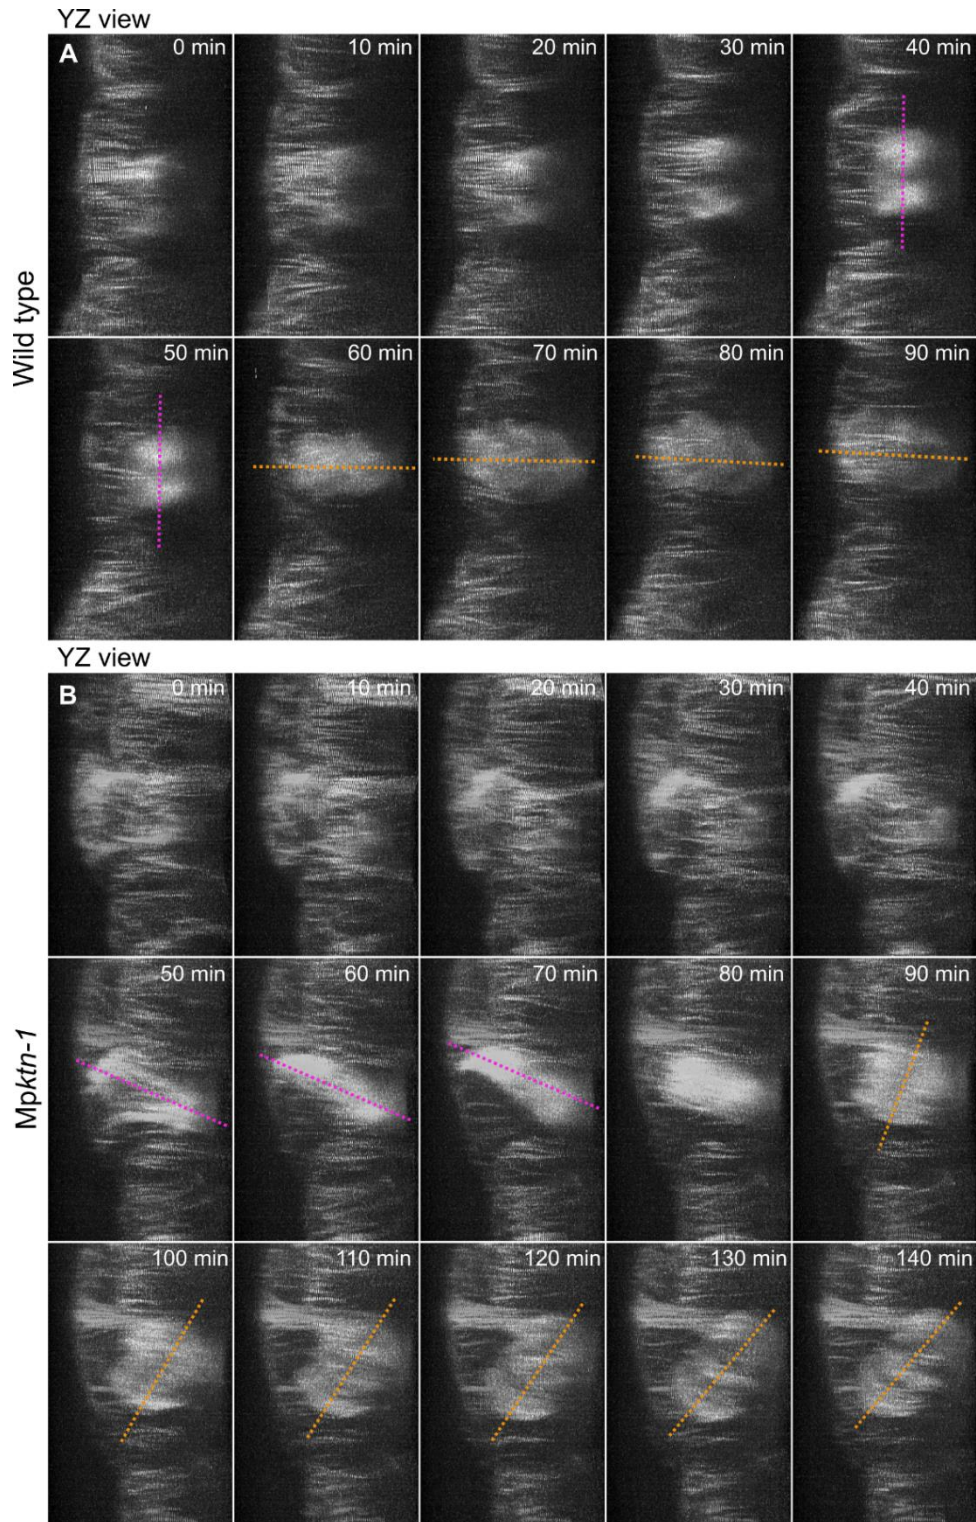 YZ view
A
0 min
10 min
20 min
30 min
40 min
Wild type
50 min
60 min
70 min
80 min
90 min
YZ view
B
0 min
10 min
20 min
30 min
40 min
Mpktn-1
50 min
60 min
70 min
80 min
90 min
100 min
110 min
120 min
130 min
140 min